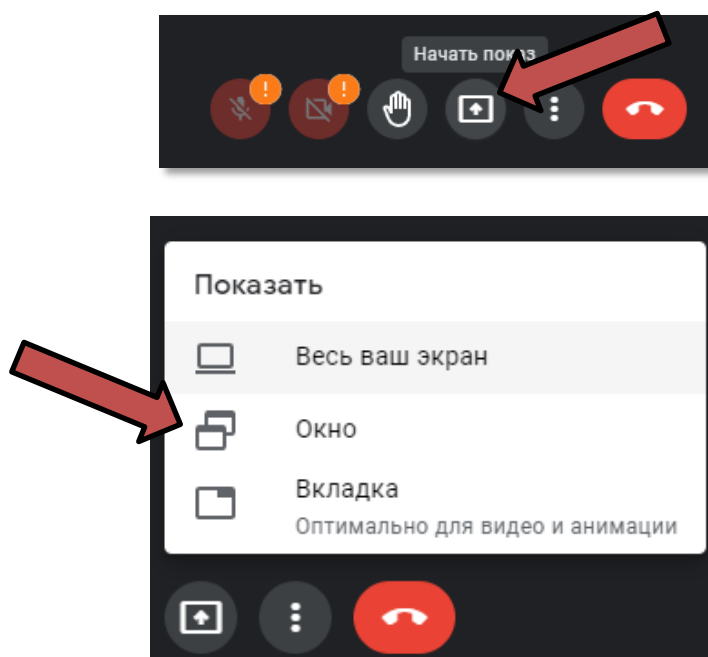 Начать показ
Показать
Весь ваш экран
Окно
Вкладка
Оптимально для видео и анимации